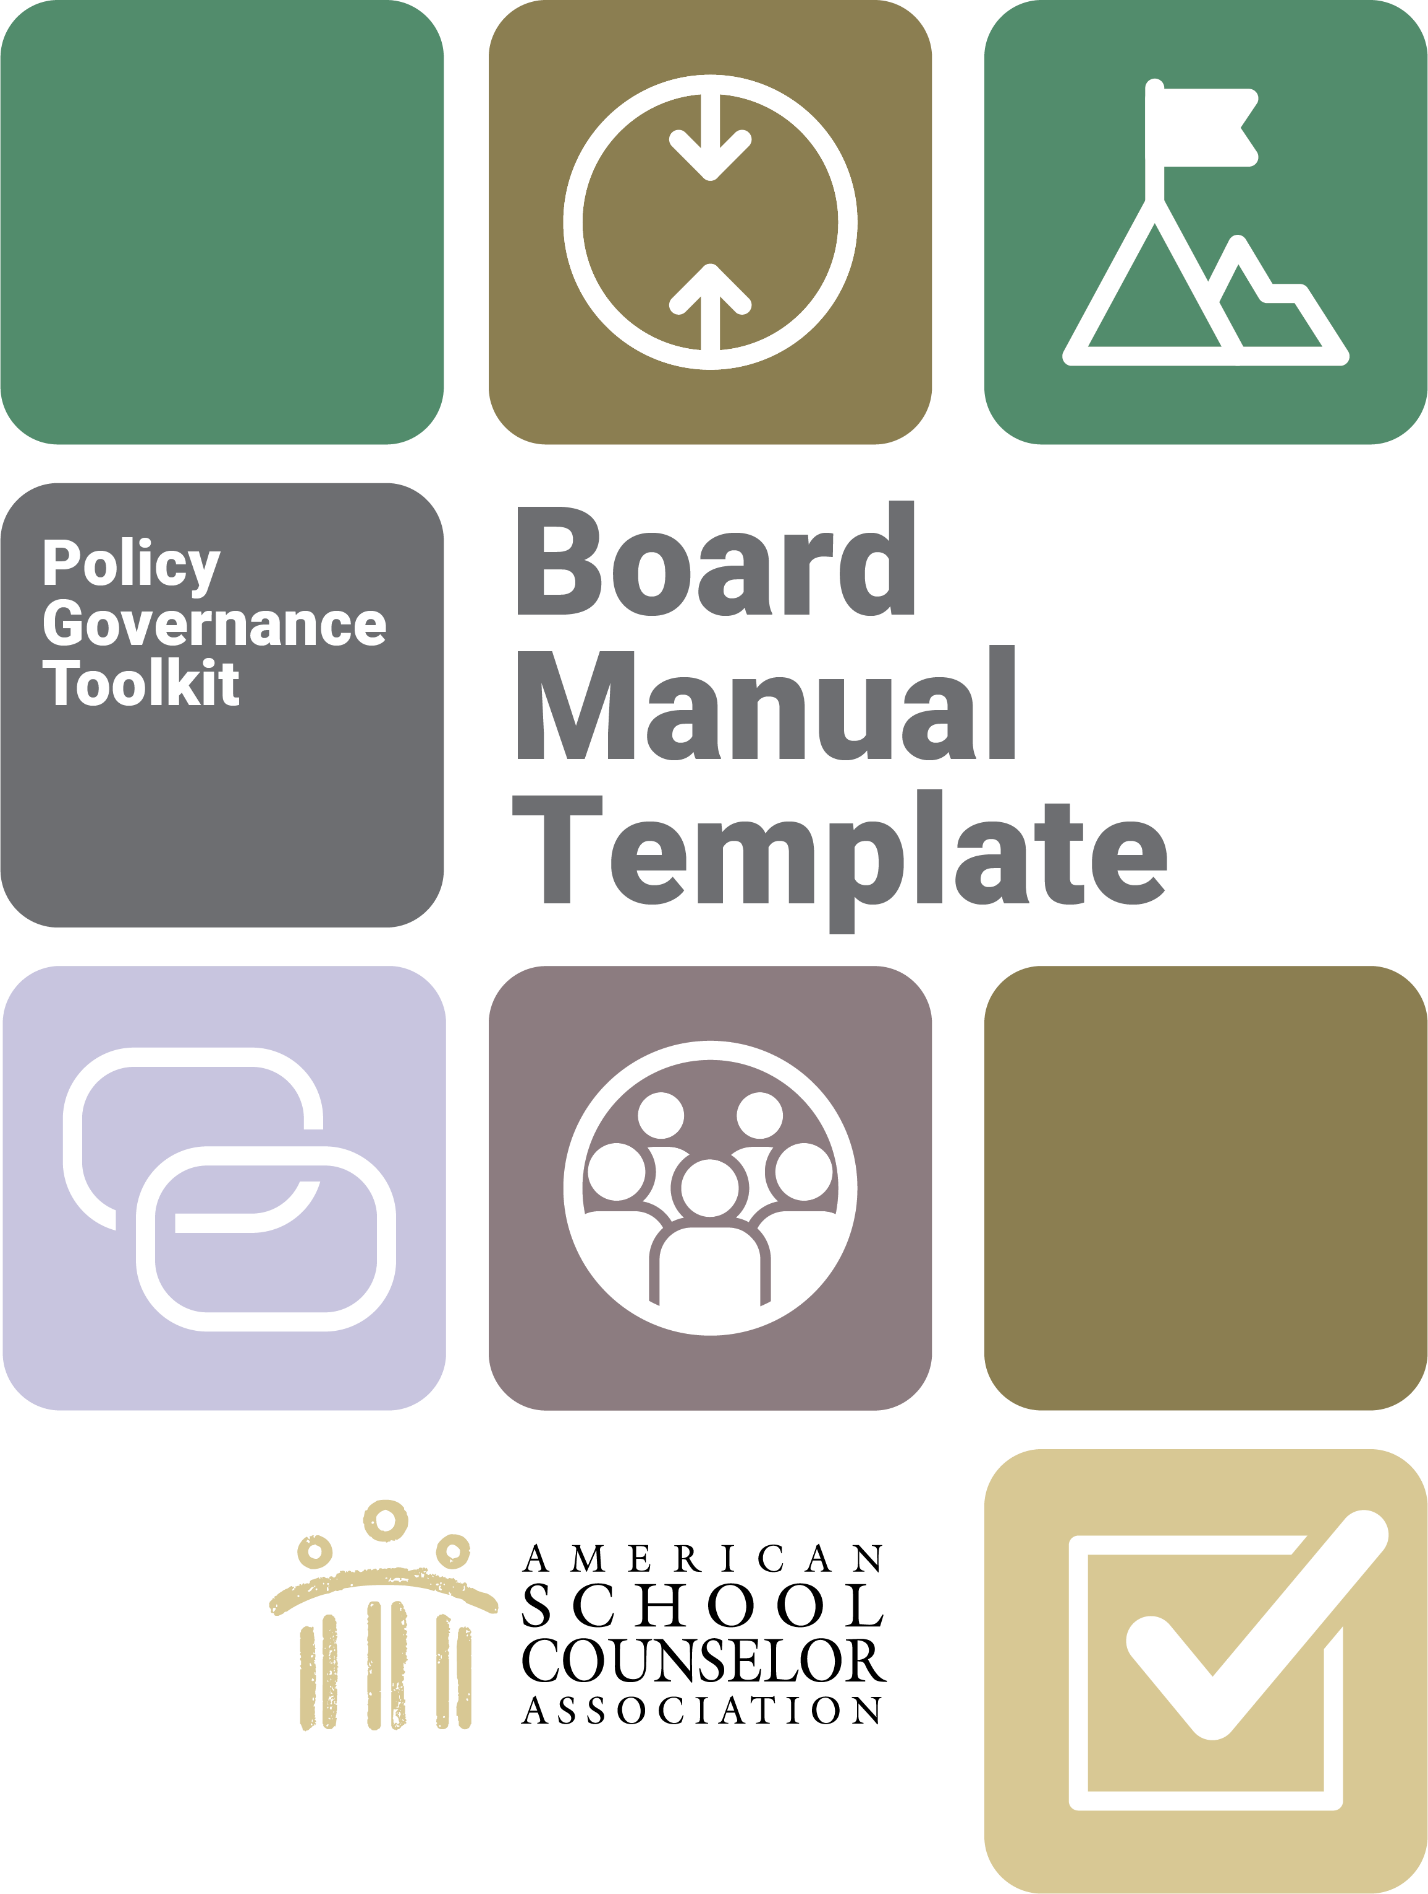 Policy
Governance
Toolkit
Board
Manual
Template
AMERICAN
SCHOOL
COUNSELOR
ASSOCIATION